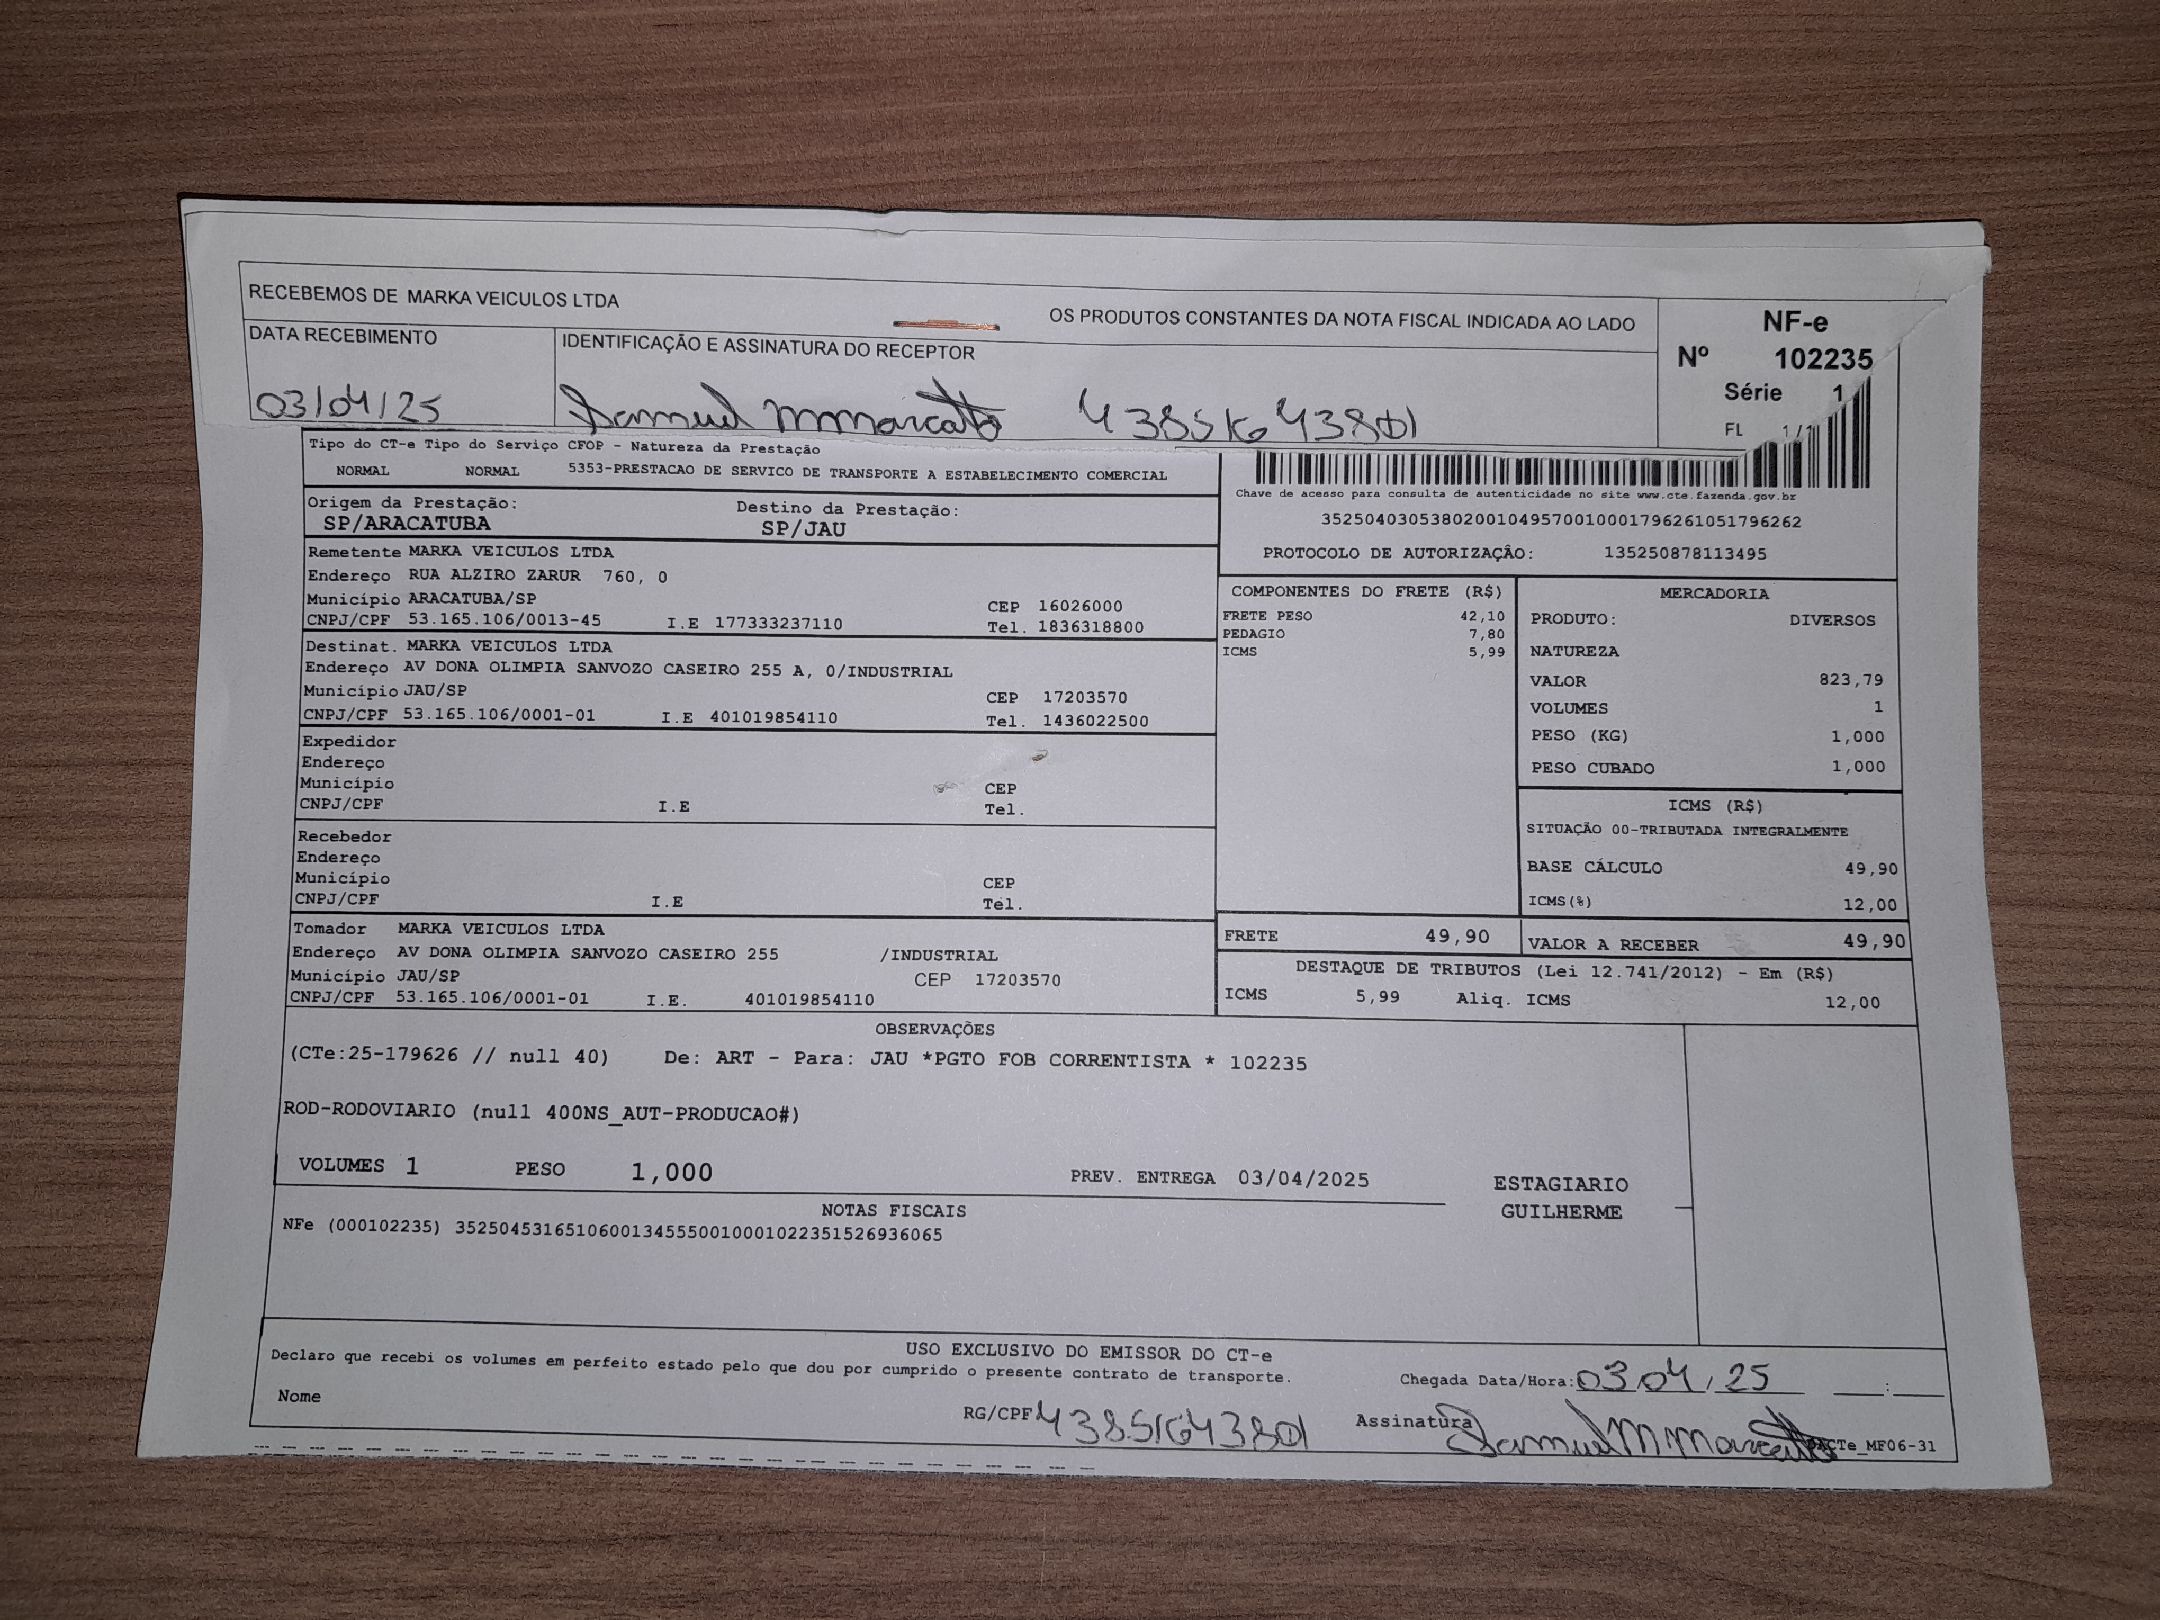 RECEBEMOS DE MARKA VEICULOS LTDA OS PRODUTOS CONSTANTES DA NOTA FISCAL INDICADA AO LADO
NF-e
Nº 102235
Série 1
FL 1/1
DATA RECEBIMENTO
03/04/25
IDENTIFICAÇÃO E ASSINATURA DO RECEPTOR
Samuel M Marcatto 43851643801
Tipo do CT-e Tipo do Serviço CFOP - Natureza da Prestação
NORMAL NORMAL 5353-PRESTACAO DE SERVICO DE TRANSPORTE A ESTABELECIMENTO COMERCIAL
Origem da Prestação: Destino da Prestação:
SP/ARACATUBA SP/JAU
Chave de acesso para consulta de autenticidade no site www.cte.fazenda.gov.br
35250403053802001049570010001796261051796262
PROTOCOLO DE AUTORIZAÇÃO: 135250878113495
Remetente MARKA VEICULOS LTDA
Endereço RUA ALZIRO ZARUR 760, 0
Município ARACATUBA/SP CEP 16026000
CNPJ/CPF 53.165.106/0013-45 I.E 177333237110 Tel. 1836318800
Destinat. MARKA VEICULOS LTDA
Endereço AV DONA OLIMPIA SANVOZO CASEIRO 255 A, 0/INDUSTRIAL
Município JAU/SP CEP 17203570
CNPJ/CPF 53.165.106/0001-01 I.E 401019854110 Tel. 1436022500
Expedidor
Endereço
Município CEP
CNPJ/CPF I.E Tel.
Recebedor
Endereço
Município CEP
CNPJ/CPF I.E Tel.
Tomador MARKA VEICULOS LTDA
Endereço AV DONA OLIMPIA SANVOZO CASEIRO 255 /INDUSTRIAL
Município JAU/SP CEP 17203570
CNPJ/CPF 53.165.106/0001-01 I.E. 401019854110
COMPONENTES DO FRETE (R$)
FRETE PESO 42,10
PEDAGIO 7,80
ICMS 5,99
MERCADORIA
PRODUTO: DIVERSOS
NATUREZA
VALOR 823,79
VOLUMES 1
PESO (KG) 1,000
PESO CUBADO 1,000
ICMS (R$)
SITUAÇÃO 00-TRIBUTADA INTEGRALMENTE
BASE CÁLCULO 49,90
ICMS(%) 12,00
FRETE 49,90 VALOR A RECEBER 49,90
DESTAQUE DE TRIBUTOS (Lei 12.741/2012) - Em (R$)
ICMS 5,99 Aliq. ICMS 12,00
OBSERVAÇÕES
(CTe:25-179626 // null 40) De: ART - Para: JAU *PGTO FOB CORRENTISTA * 102235
ROD-RODOVIARIO (null 400NS_AUT-PRODUCAO#)
VOLUMES 1 PESO 1,000 PREV. ENTREGA 03/04/2025
ESTAGIARIO
GUILHERME
NOTAS FISCAIS
NFe (000102235) 35250453165106001345550010001022351526936065
USO EXCLUSIVO DO EMISSOR DO CT-e
Declaro que recebi os volumes em perfeito estado pelo que dou por cumprido o presente contrato de transporte.
Chegada Data/Hora: 03/04/25 __:__
Nome RG/CPF 43851643801 Assinatura Samuel M Marcatto
DACTe_MF06-31